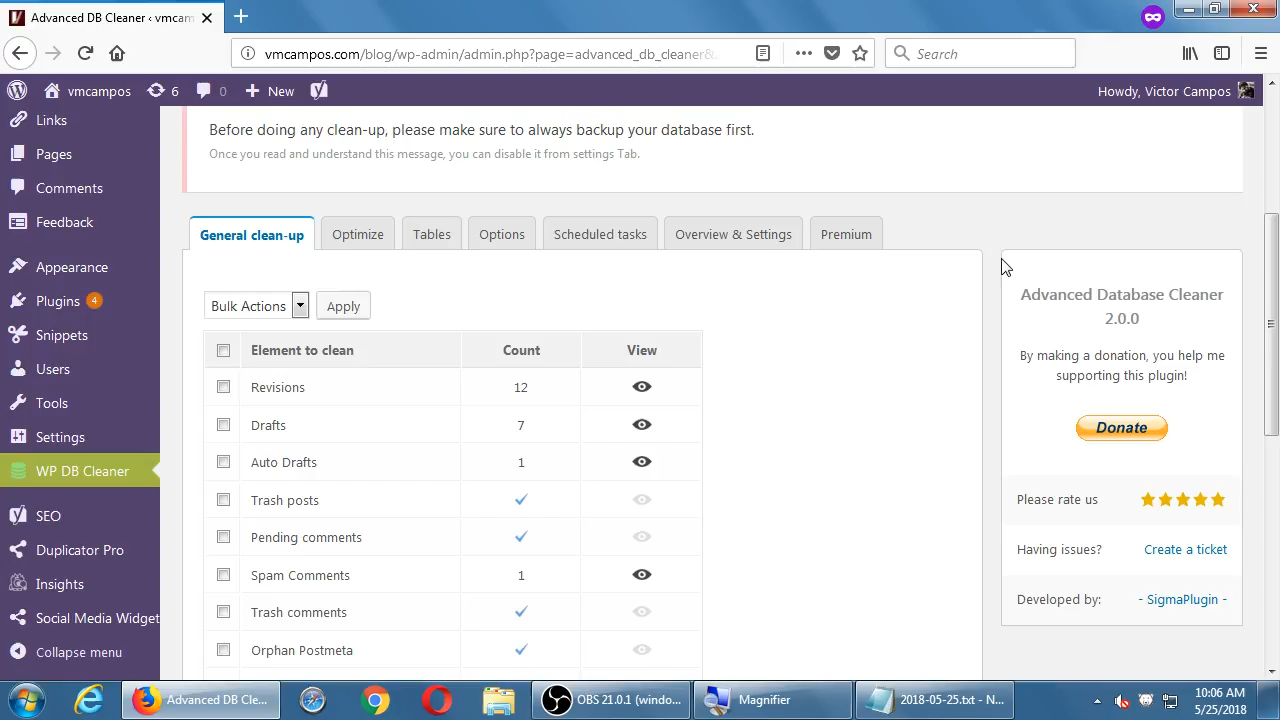 Advanced DB Cleaner ‹ vmcam
vmcampos.com/blog/wp-admin/admin.php?page=advanced_db_cleaner&
Search
vmcampos
6
0
New
Howdy, Victor Campos
Links
Pages
Comments
Feedback
Appearance
Plugins 4
Snippets
Users
Tools
Settings
WP DB Cleaner
SEO
Duplicator Pro
Insights
Social Media Widget
Collapse menu
Before doing any clean-up, please make sure to always backup your database first.
Once you read and understand this message, you can disable it from settings Tab.
General clean-up
Optimize
Tables
Options
Scheduled tasks
Overview & Settings
Premium
Bulk Actions
Apply
Element to clean Count View
Revisions 12
Drafts 7
Auto Drafts 1
Trash posts
Pending comments
Spam Comments 1
Trash comments
Orphan Postmeta
Advanced Database Cleaner
2.0.0
By making a donation, you help me
supporting this plugin!
Donate
Please rate us
Having issues? Create a ticket
Developed by: - SigmaPlugin -
Advanced DB Cle...
OBS 21.0.1 (windo...
Magnifier
2018-05-25.txt - N...
10:06 AM
5/25/2018